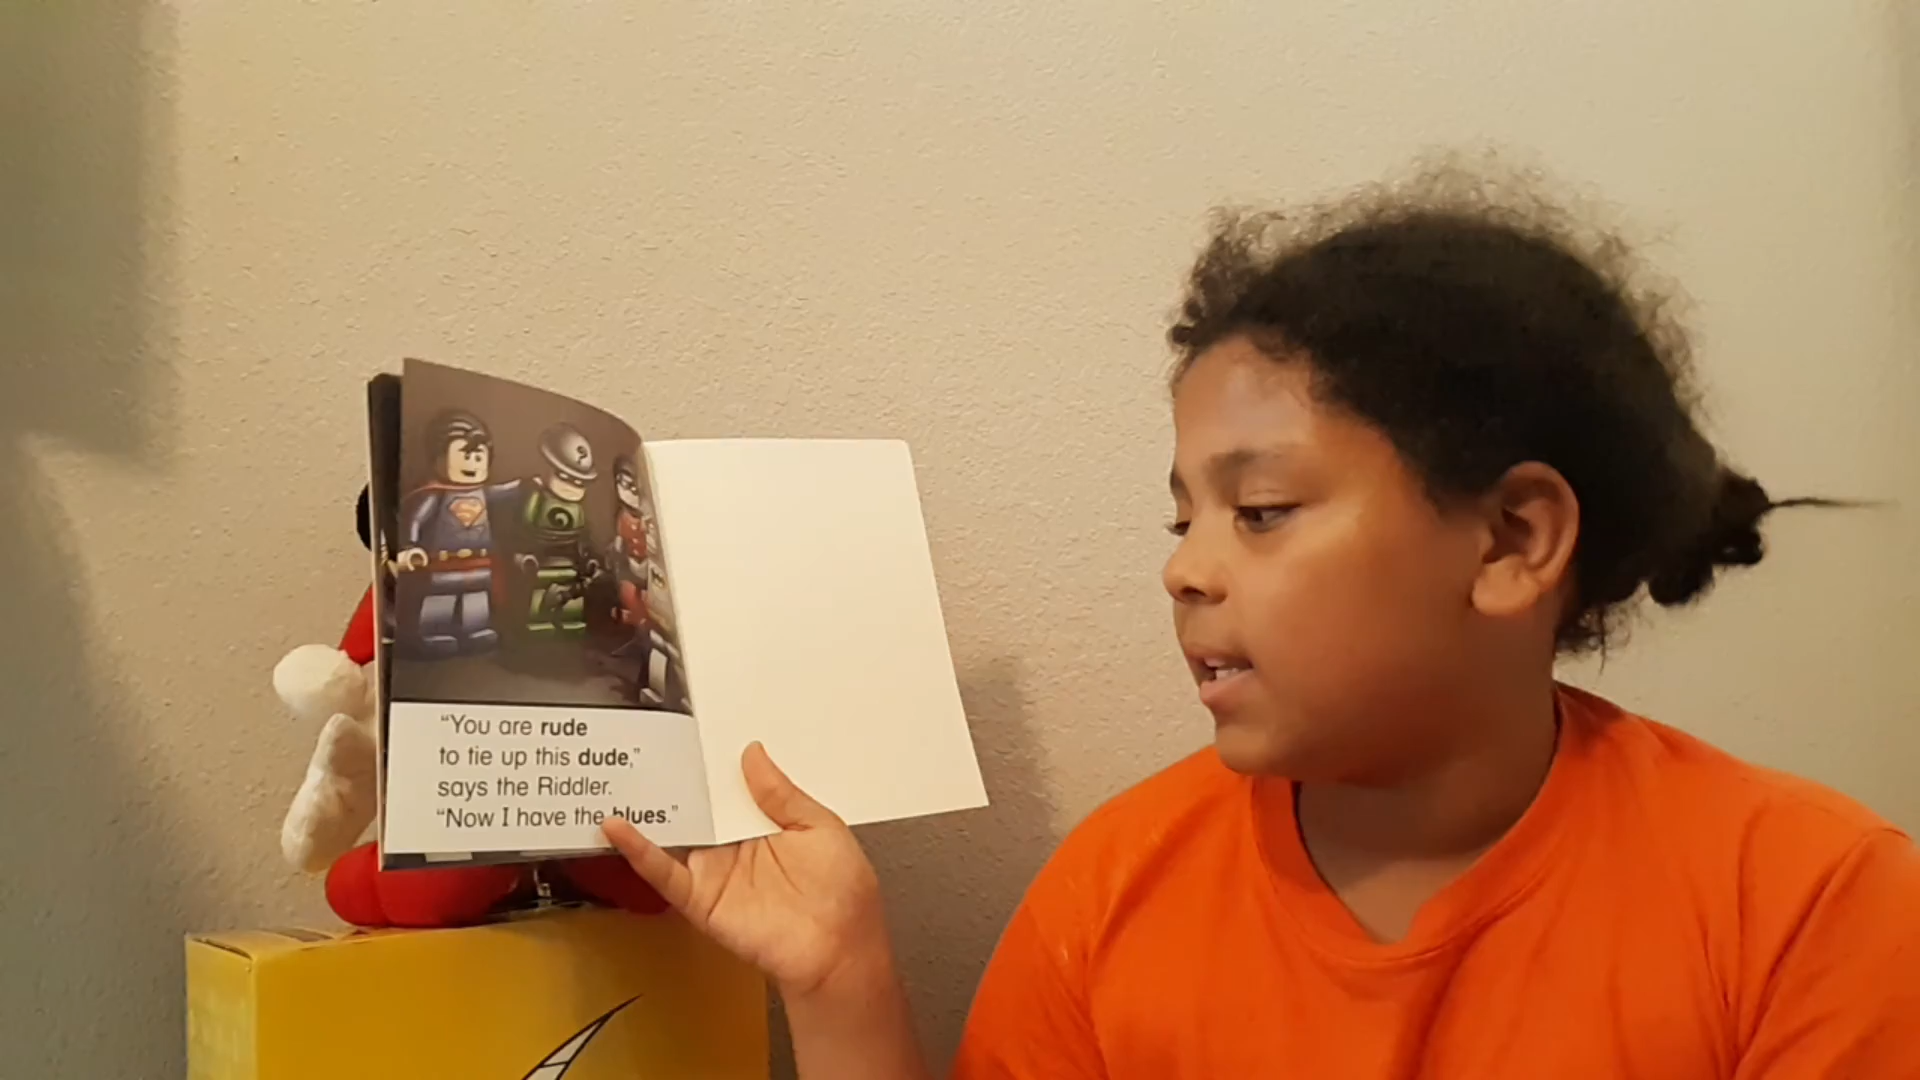 “You are rude
to tie up this dude,”
says the Riddler.
“Now I have the blues.”